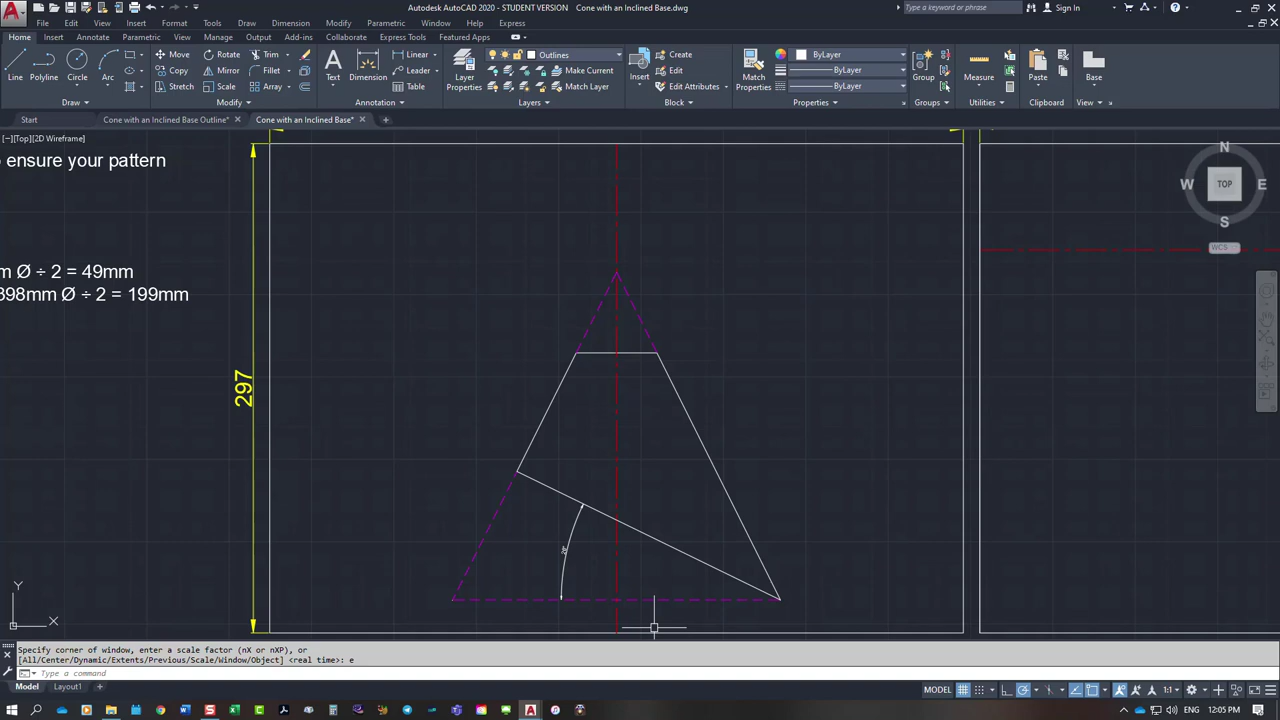 Autodesk AutoCAD 2020 - STUDENT VERSION Cone with an Inclined Base.dwg
Type a keyword or phrase
Sign In
File Edit View Insert Format Tools Draw Dimension Modify Parametric Window Help Express
Home Insert Annotate Parametric View Manage Output Add-ins Collaborate Express Tools Featured Apps
Line Polyline Circle Arc
Move Rotate Trim
Copy Mirror Fillet
Stretch Scale Array
Text Dimension
Linear
Leader
Table
Layer Properties
Outlines
Make Current
Match Layer
Insert
Create
Edit
Edit Attributes
Match Properties
ByLayer
ByLayer
ByLayer
Group
Measure
Paste
Base
Draw Modify Annotation Layers Block Properties Groups Utilities Clipboard View
Start Cone with an Inclined Base Outline* Cone with an Inclined Base*
[−][Top][2D Wireframe]
ensure your pattern
m Ø ÷ 2 = 49mm
398mm Ø ÷ 2 = 199mm
297
N
W TOP E
S
WCS
Y
X
Specify corner of window, enter a scale factor (nX or nXP), or
[All/Center/Dynamic/Extents/Previous/Scale/Window/Object] <real time>: e
Type a command
Model Layout1
MODEL
1:1
12:05 PM